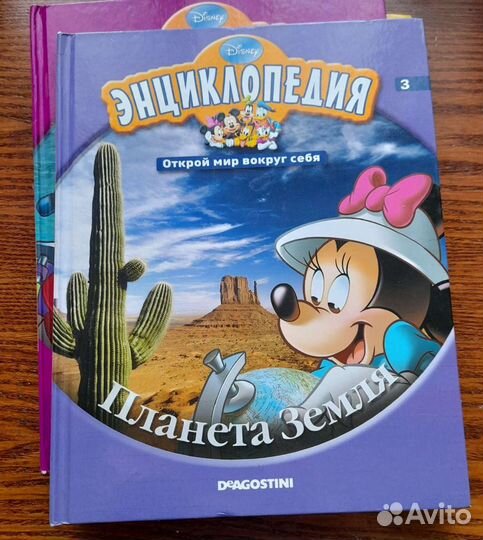 Disney
Disney
ЭНЦИКЛОПЕДИЯ
3
Открой мир вокруг себя
Планета Земля
DeAGOSTINI
Avito